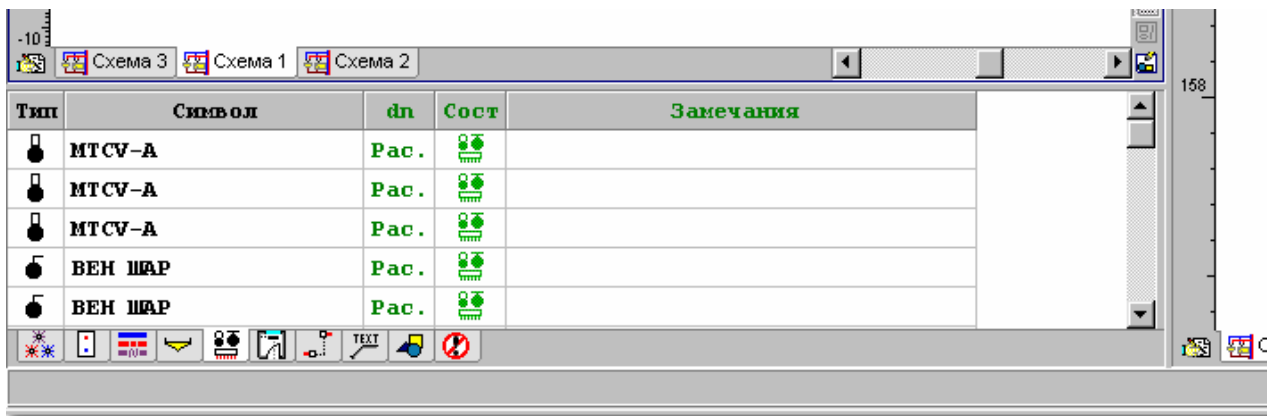 -10
Схема 3 Схема 1 Схема 2
158
Тип Символ dn Сост Замечания
MTCV-A Рас.
MTCV-A Рас.
MTCV-A Рас.
ВЕН ШАР Рас.
ВЕН ШАР Рас.
TEXT